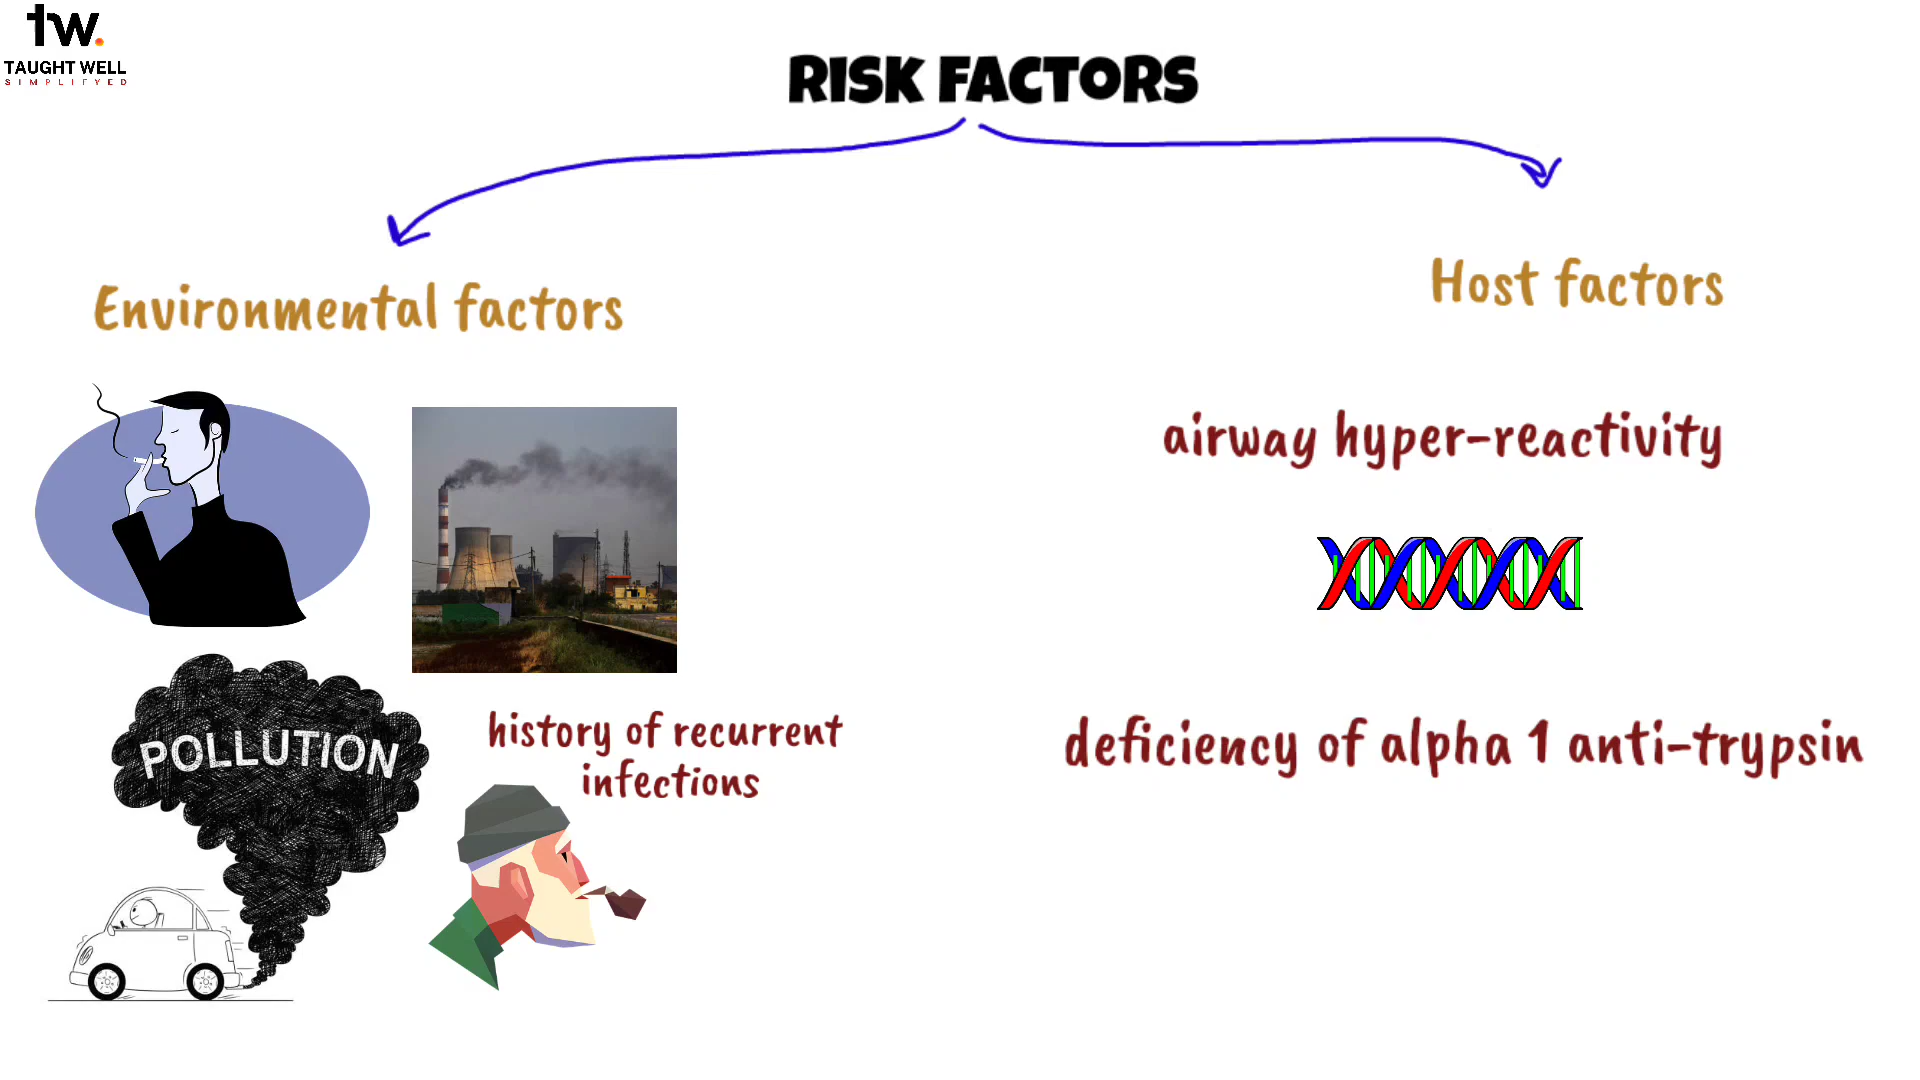 tw.
TAUGHT WELL
SIMPLIFYED
RISK FACTORS
Environmental factors
Host factors
airway hyper-reactivity
POLLUTION
history of recurrent
infections
deficiency of alpha 1 anti-trypsin